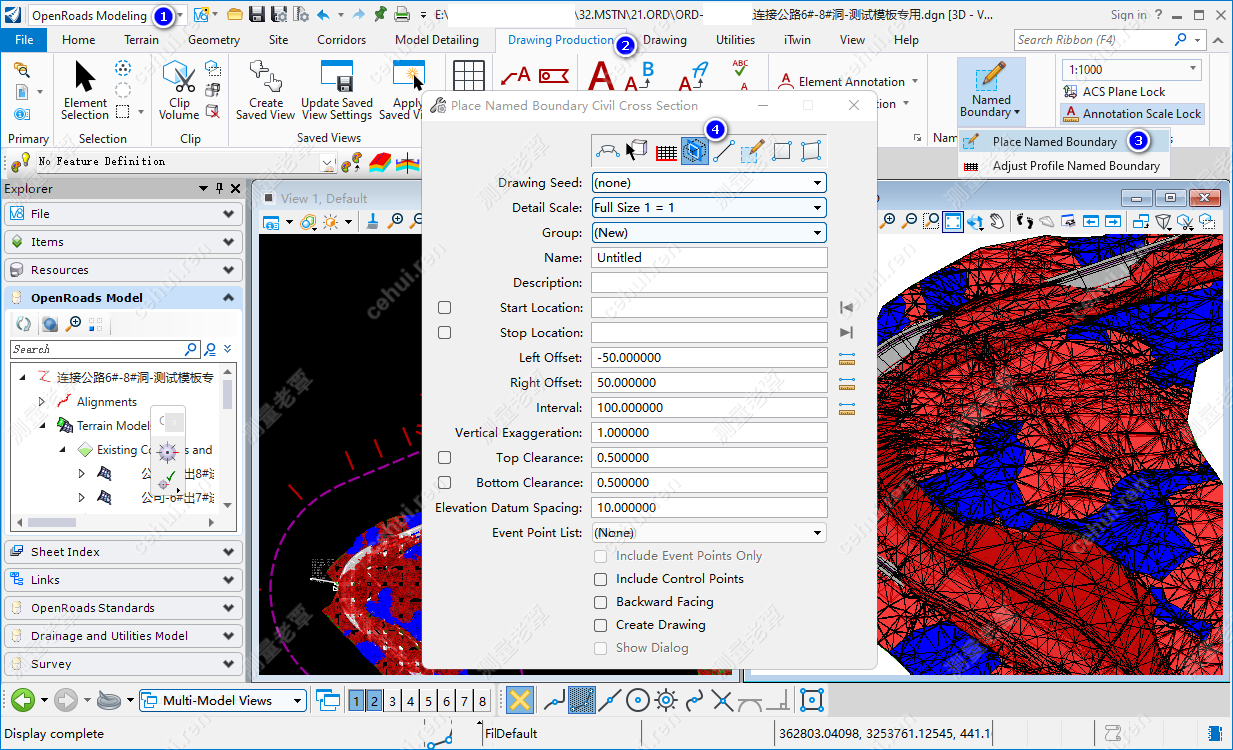 OpenRoads Modeling
1
E:\
\32.MSTN\21.ORD\ORD-
连接公路6#-8#洞-测试模板专用.dgn [3D - V...
Sign in
?
File
Home
Terrain
Geometry
Site
Corridors
Model Detailing
Drawing Production
2
Drawing
Utilities
iTwin
View
Help
Search Ribbon (F4)
Element Selection
Clip Volume
Create Saved View
Update Saved View Settings
Apply
Saved Vi
Element Annotation
Named Boundary
1:1000
ACS Plane Lock
Annotation Scale Lock
Primary
Selection
Clip
Saved Views
Nam
Place Named Boundary
3
Adjust Profile Named Boundary
No Feature Definition
Explorer
File
Items
Resources
OpenRoads Model
Search
连接公路6#-8#洞-测试模板专
Alignments
Terrain Model
Existing Co
s and
Sheet Index
Links
OpenRoads Standards
Drainage and Utilities Model
Survey
View 1, Default
Place Named Boundary Civil Cross Section
4
Drawing Seed: (none)
Detail Scale: Full Size 1 = 1
Group: (New)
Name: Untitled
Description:
Start Location:
Stop Location:
Left Offset: -50.000000
Right Offset: 50.000000
Interval: 100.000000
Vertical Exaggeration: 1.000000
Top Clearance: 0.500000
Bottom Clearance: 0.500000
Elevation Datum Spacing: 10.000000
Event Point List: (None)
Include Event Points Only
Include Control Points
Backward Facing
Create Drawing
Show Dialog
Multi-Model Views
1 2 3 4 5 6 7 8
Display complete
FilDefault
362803.04098, 3253761.12545, 441.1